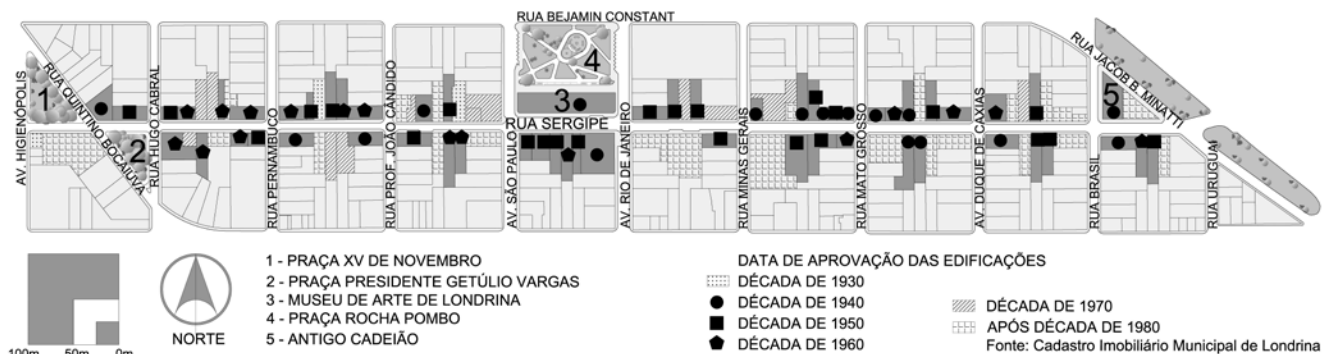 RUA BEJAMIN CONSTANT
AV. HIGIENÓPOLIS
1
RUA QUINTINO BOCAIUVA
2
RUA HUGO CABRAL
RUA PERNAMBUCO
RUA PROF. JOÃO CÂNDIDO
AV. SÃO PAULO
4
3
RUA SERGIPE
AV. RIO DE JANEIRO
RUA MINAS GERAIS
RUA MATO GROSSO
AV. DUQUE DE CAXIAS
RUA BRASIL
RUA JACOB B. MINATTI
5
RUA URUGUAI
100m 50m 0m
NORTE
1 - PRAÇA XV DE NOVEMBRO
2 - PRAÇA PRESIDENTE GETÚLIO VARGAS
3 - MUSEU DE ARTE DE LONDRINA
4 - PRAÇA ROCHA POMBO
5 - ANTIGO CADEIÃO
DATA DE APROVAÇÃO DAS EDIFICAÇÕES
DÉCADA DE 1930
DÉCADA DE 1940
DÉCADA DE 1950
DÉCADA DE 1960
DÉCADA DE 1970
APÓS DÉCADA DE 1980
Fonte: Cadastro Imobiliário Municipal de Londrina